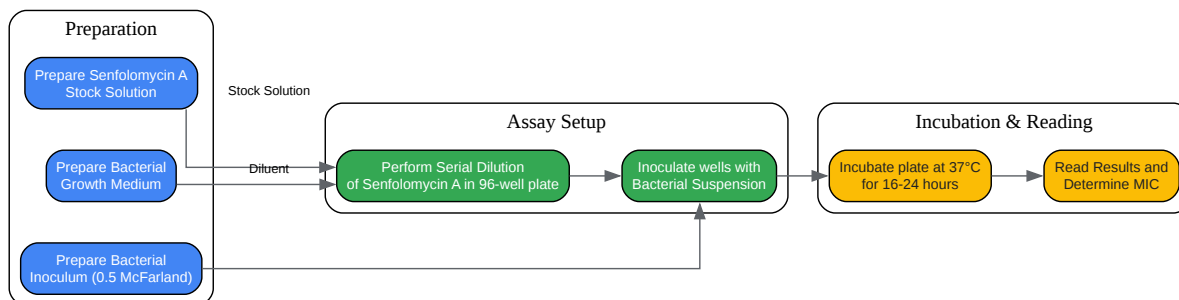 Preparation
Prepare Senfolomycin A
Stock Solution
Stock Solution
Prepare Bacterial
Growth Medium
Diluent
Prepare Bacterial
Inoculum (0.5 McFarland)
Assay Setup
Perform Serial Dilution
of Senfolomycin A in 96-well plate
Inoculate wells with
Bacterial Suspension
Incubation & Reading
Incubate plate at 37°C
for 16-24 hours
Read Results and
Determine MIC